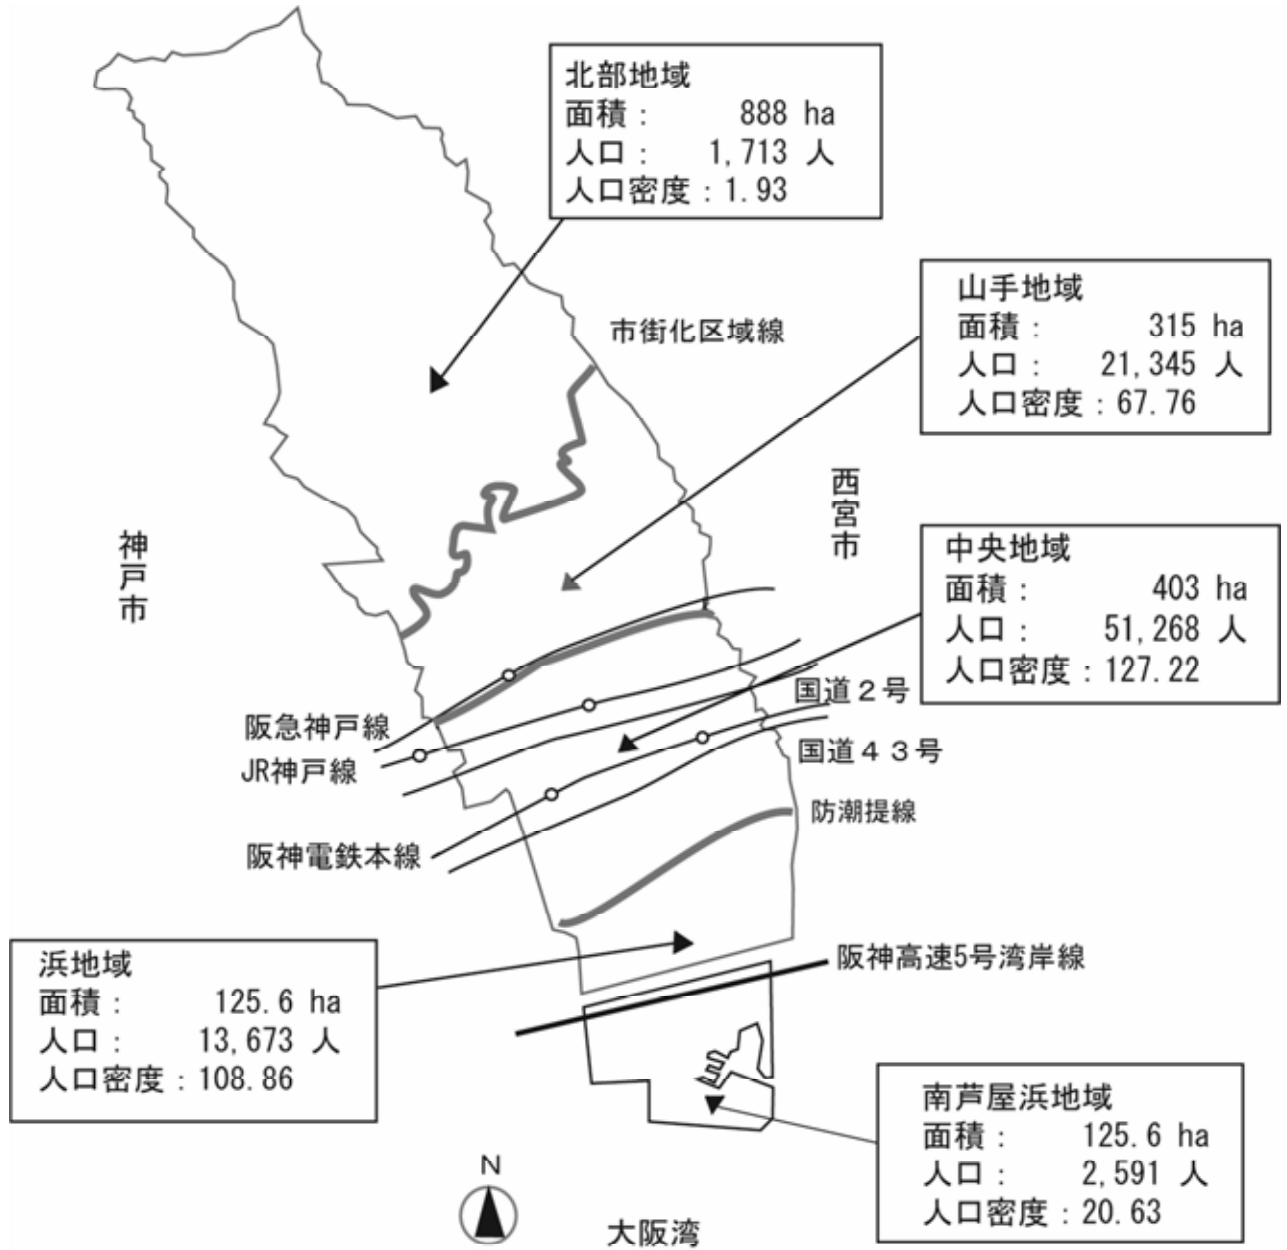 北部地域
面積： 888 ha
人口： 1,713 人
人口密度：1.93
山手地域
面積： 315 ha
人口： 21,345 人
人口密度：67.76
市街化区域線
西宮市
神戸市
中央地域
面積： 403 ha
人口： 51,268 人
人口密度：127.22
国道２号
阪急神戸線
JR神戸線
国道４３号
防潮提線
阪神電鉄本線
浜地域
面積： 125.6 ha
人口： 13,673 人
人口密度：108.86
阪神高速5号湾岸線
南芦屋浜地域
面積： 125.6 ha
人口： 2,591 人
人口密度：20.63
N
大阪湾